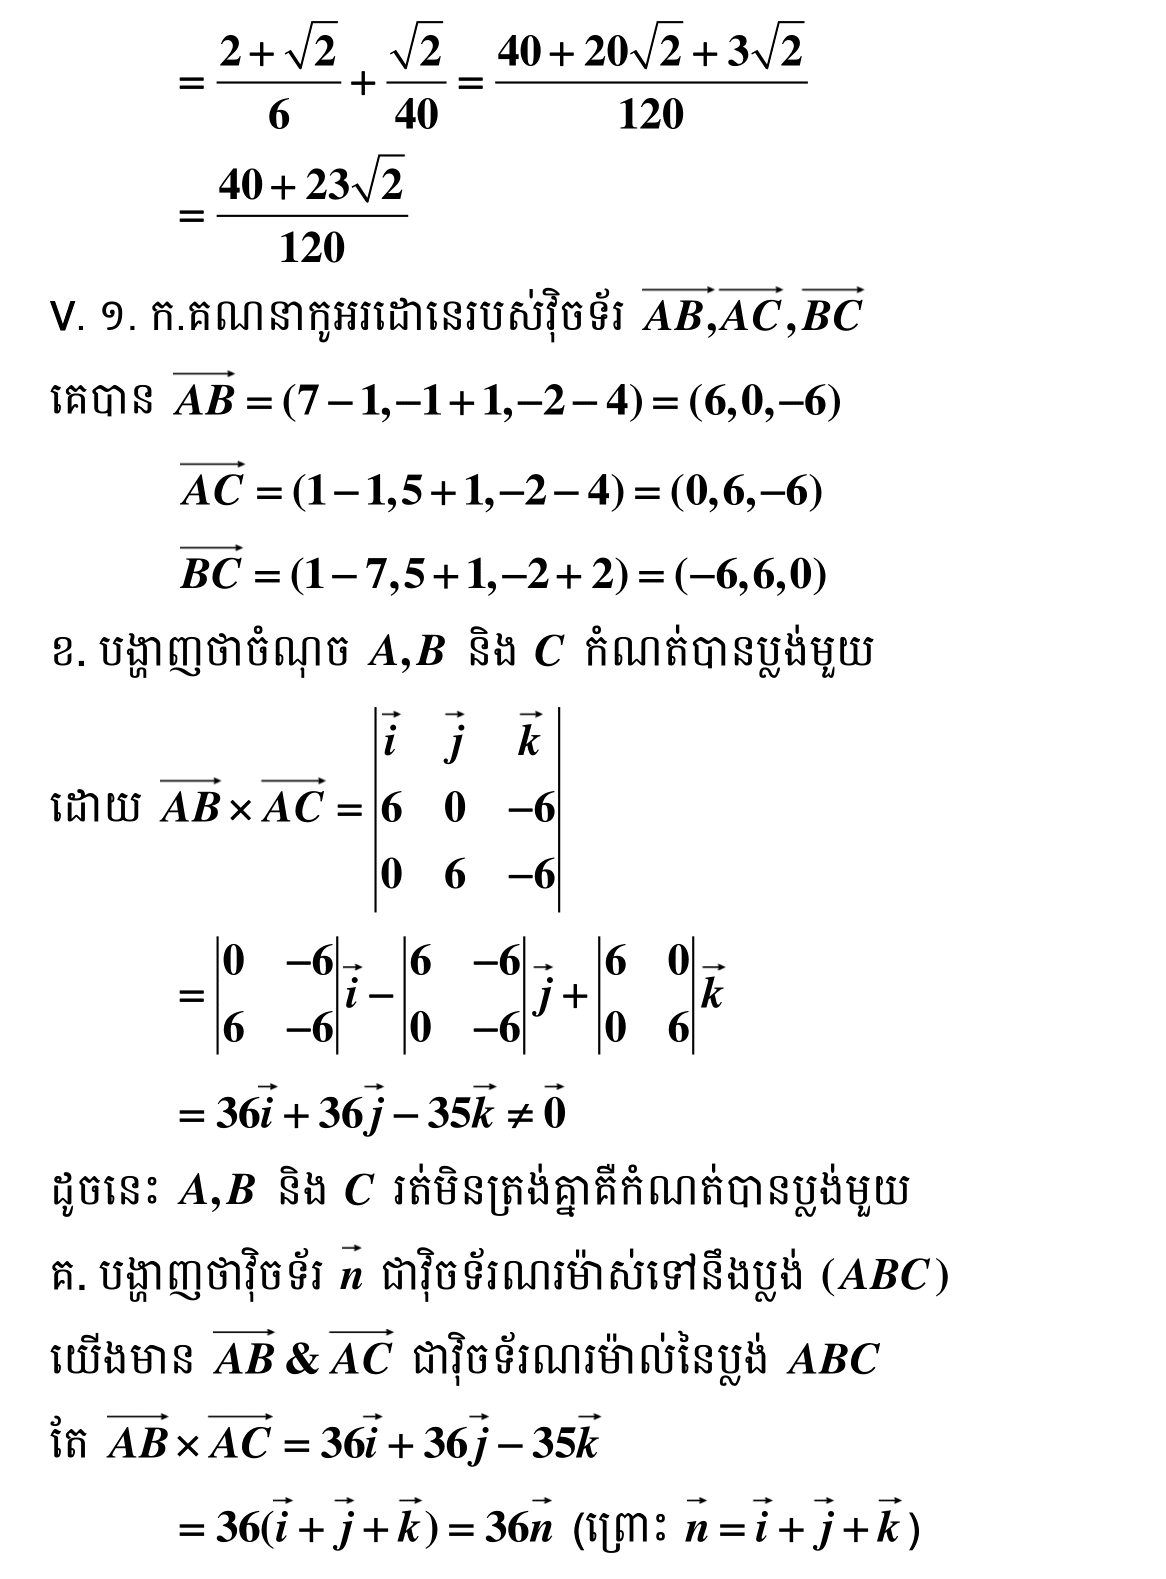 = (2 + √2)/6 + √2/40 = (40 + 20√2 + 3√2)/120
= (40 + 23√2)/120
V. ១. ក.គណនាកូអរដោនេរបស់វ៉ិចទ័រ \overrightarrow{AB},\overrightarrow{AC},\overrightarrow{BC}
គេបាន \overrightarrow{AB} = (7 − 1,−1 + 1,−2 − 4) = (6,0,−6)
\overrightarrow{AC} = (1 − 1,5 + 1,−2 − 4) = (0,6,−6)
\overrightarrow{BC} = (1 − 7,5 + 1,−2 + 2) = (−6,6,0)
ខ. បង្ហាញថាចំណុច A,B និង C កំណត់បានប្លង់មួយ
ដោយ \overrightarrow{AB} × \overrightarrow{AC} = \begin{vmatrix} \vec{i} & \vec{j} & \vec{k} \\ 6 & 0 & −6 \\ 0 & 6 & −6 \end{vmatrix}
= \begin{vmatrix} 0 & −6 \\ 6 & −6 \end{vmatrix}\vec{i} − \begin{vmatrix} 6 & −6 \\ 0 & −6 \end{vmatrix}\vec{j} + \begin{vmatrix} 6 & 0 \\ 0 & 6 \end{vmatrix}\vec{k}
= 36\vec{i} + 36\vec{j} − 35\vec{k} ≠ \vec{0}
ដូចនេះ A,B និង C រត់មិនត្រង់គ្នាគឺកំណត់បានប្លង់មួយ
គ. បង្ហាញថាវ៉ិចទ័រ \vec{n} ជាវ៉ិចទ័រណរម៉ាស់ទៅនឹងប្លង់ (ABC)
យើងមាន \overrightarrow{AB} & \overrightarrow{AC} ជាវ៉ិចទ័រណរម៉ាល់នៃប្លង់ ABC
តែ \overrightarrow{AB} × \overrightarrow{AC} = 36\vec{i} + 36\vec{j} − 35\vec{k}
= 36(\vec{i} + \vec{j} + \vec{k}) = 36\vec{n} (ព្រោះ \vec{n} = \vec{i} + \vec{j} + \vec{k})